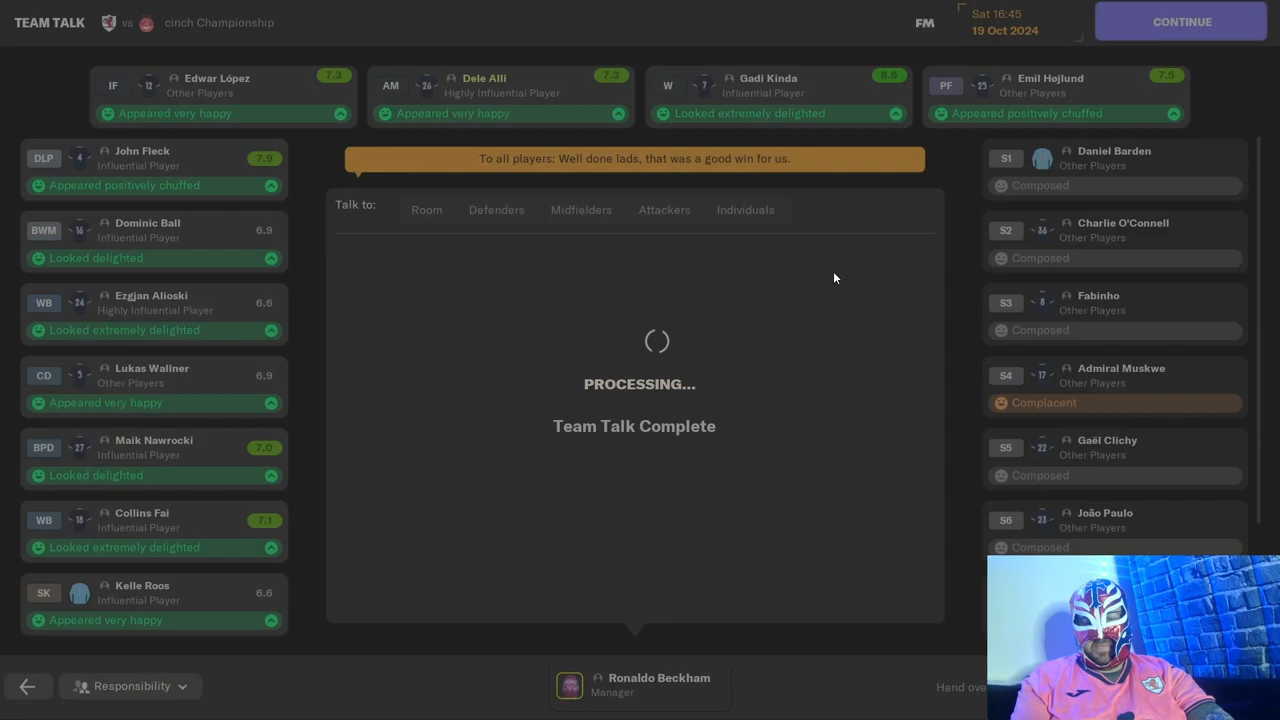 TEAM TALK vs cinch Championship
FM
Sat 16:45
19 Oct 2024
CONTINUE
IF 12 Edwar López 7.3
Other Players
Appeared very happy
AM 26 Dele Alli 7.3
Highly Influential Player
Appeared very happy
W 7 Gadi Kinda 8.6
Influential Player
Looked extremely delighted
PF 25 Emil Hojlund 7.5
Other Players
Appeared positively chuffed
DLP 4 John Fleck 7.9
Influential Player
Appeared positively chuffed
BWM 16 Dominic Ball 6.9
Influential Player
Looked delighted
WB 24 Ezgjan Alioski 6.6
Highly Influential Player
Looked extremely delighted
CD 5 Lukas Wallner 6.9
Other Players
Appeared very happy
BPD 27 Maik Nawrocki 7.0
Influential Player
Looked delighted
WB 18 Collins Fai 7.1
Influential Player
Looked extremely delighted
SK Kelle Roos 6.6
Influential Player
Appeared very happy
To all players: Well done lads, that was a good win for us.
Talk to: Room Defenders Midfielders Attackers Individuals
PROCESSING...
Team Talk Complete
S1 Daniel Barden
Other Players
Composed
S2 36 Charlie O'Connell
Other Players
Composed
S3 8 Fabinho
Other Players
Composed
S4 17 Admiral Muskwe
Other Players
Complacent
S5 22 Gaël Clichy
Other Players
Composed
S6 23 João Paulo
Other Players
Composed
Responsibility
Ronaldo Beckham
Manager
Hand ove